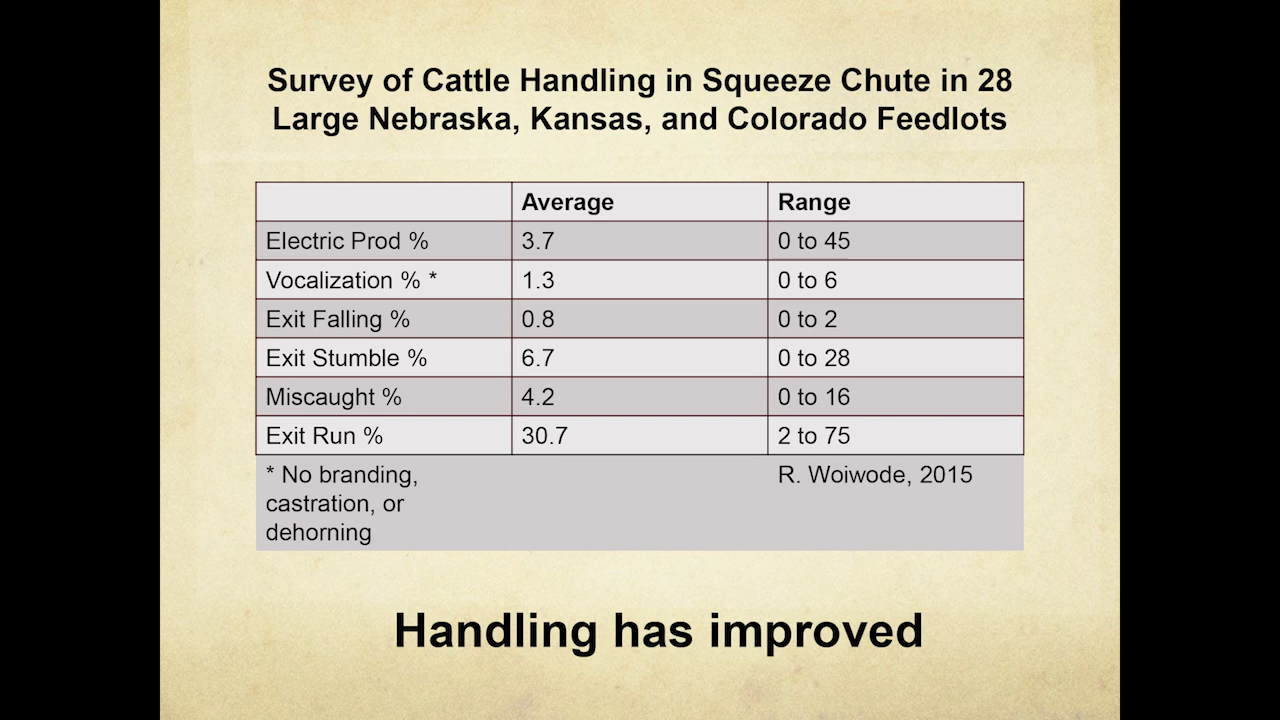 Survey of Cattle Handling in Squeeze Chute in 28
Large Nebraska, Kansas, and Colorado Feedlots
Average Range
Electric Prod % 3.7 0 to 45
Vocalization % * 1.3 0 to 6
Exit Falling % 0.8 0 to 2
Exit Stumble % 6.7 0 to 28
Miscaught % 4.2 0 to 16
Exit Run % 30.7 2 to 75
* No branding, R. Woiwode, 2015
castration, or
dehorning
Handling has improved